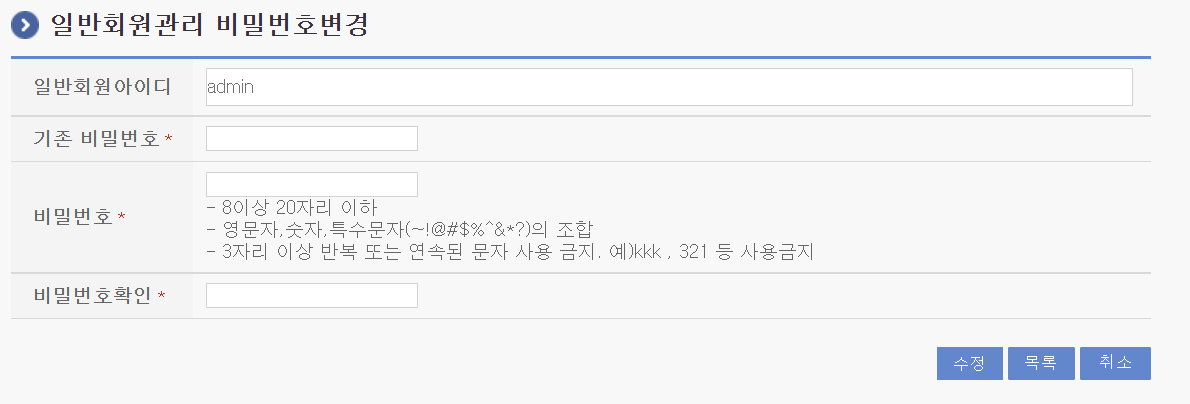 일반회원관리 비밀번호변경
일반회원아이디 admin
기존 비밀번호 *
비밀번호 *
- 8이상 20자리 이하
- 영문자,숫자,특수문자(~!@#$%^&*?)의 조합
- 3자리 이상 반복 또는 연속된 문자 사용 금지. 예)kkk , 321 등 사용금지
비밀번호확인 *
수정 목록 취소